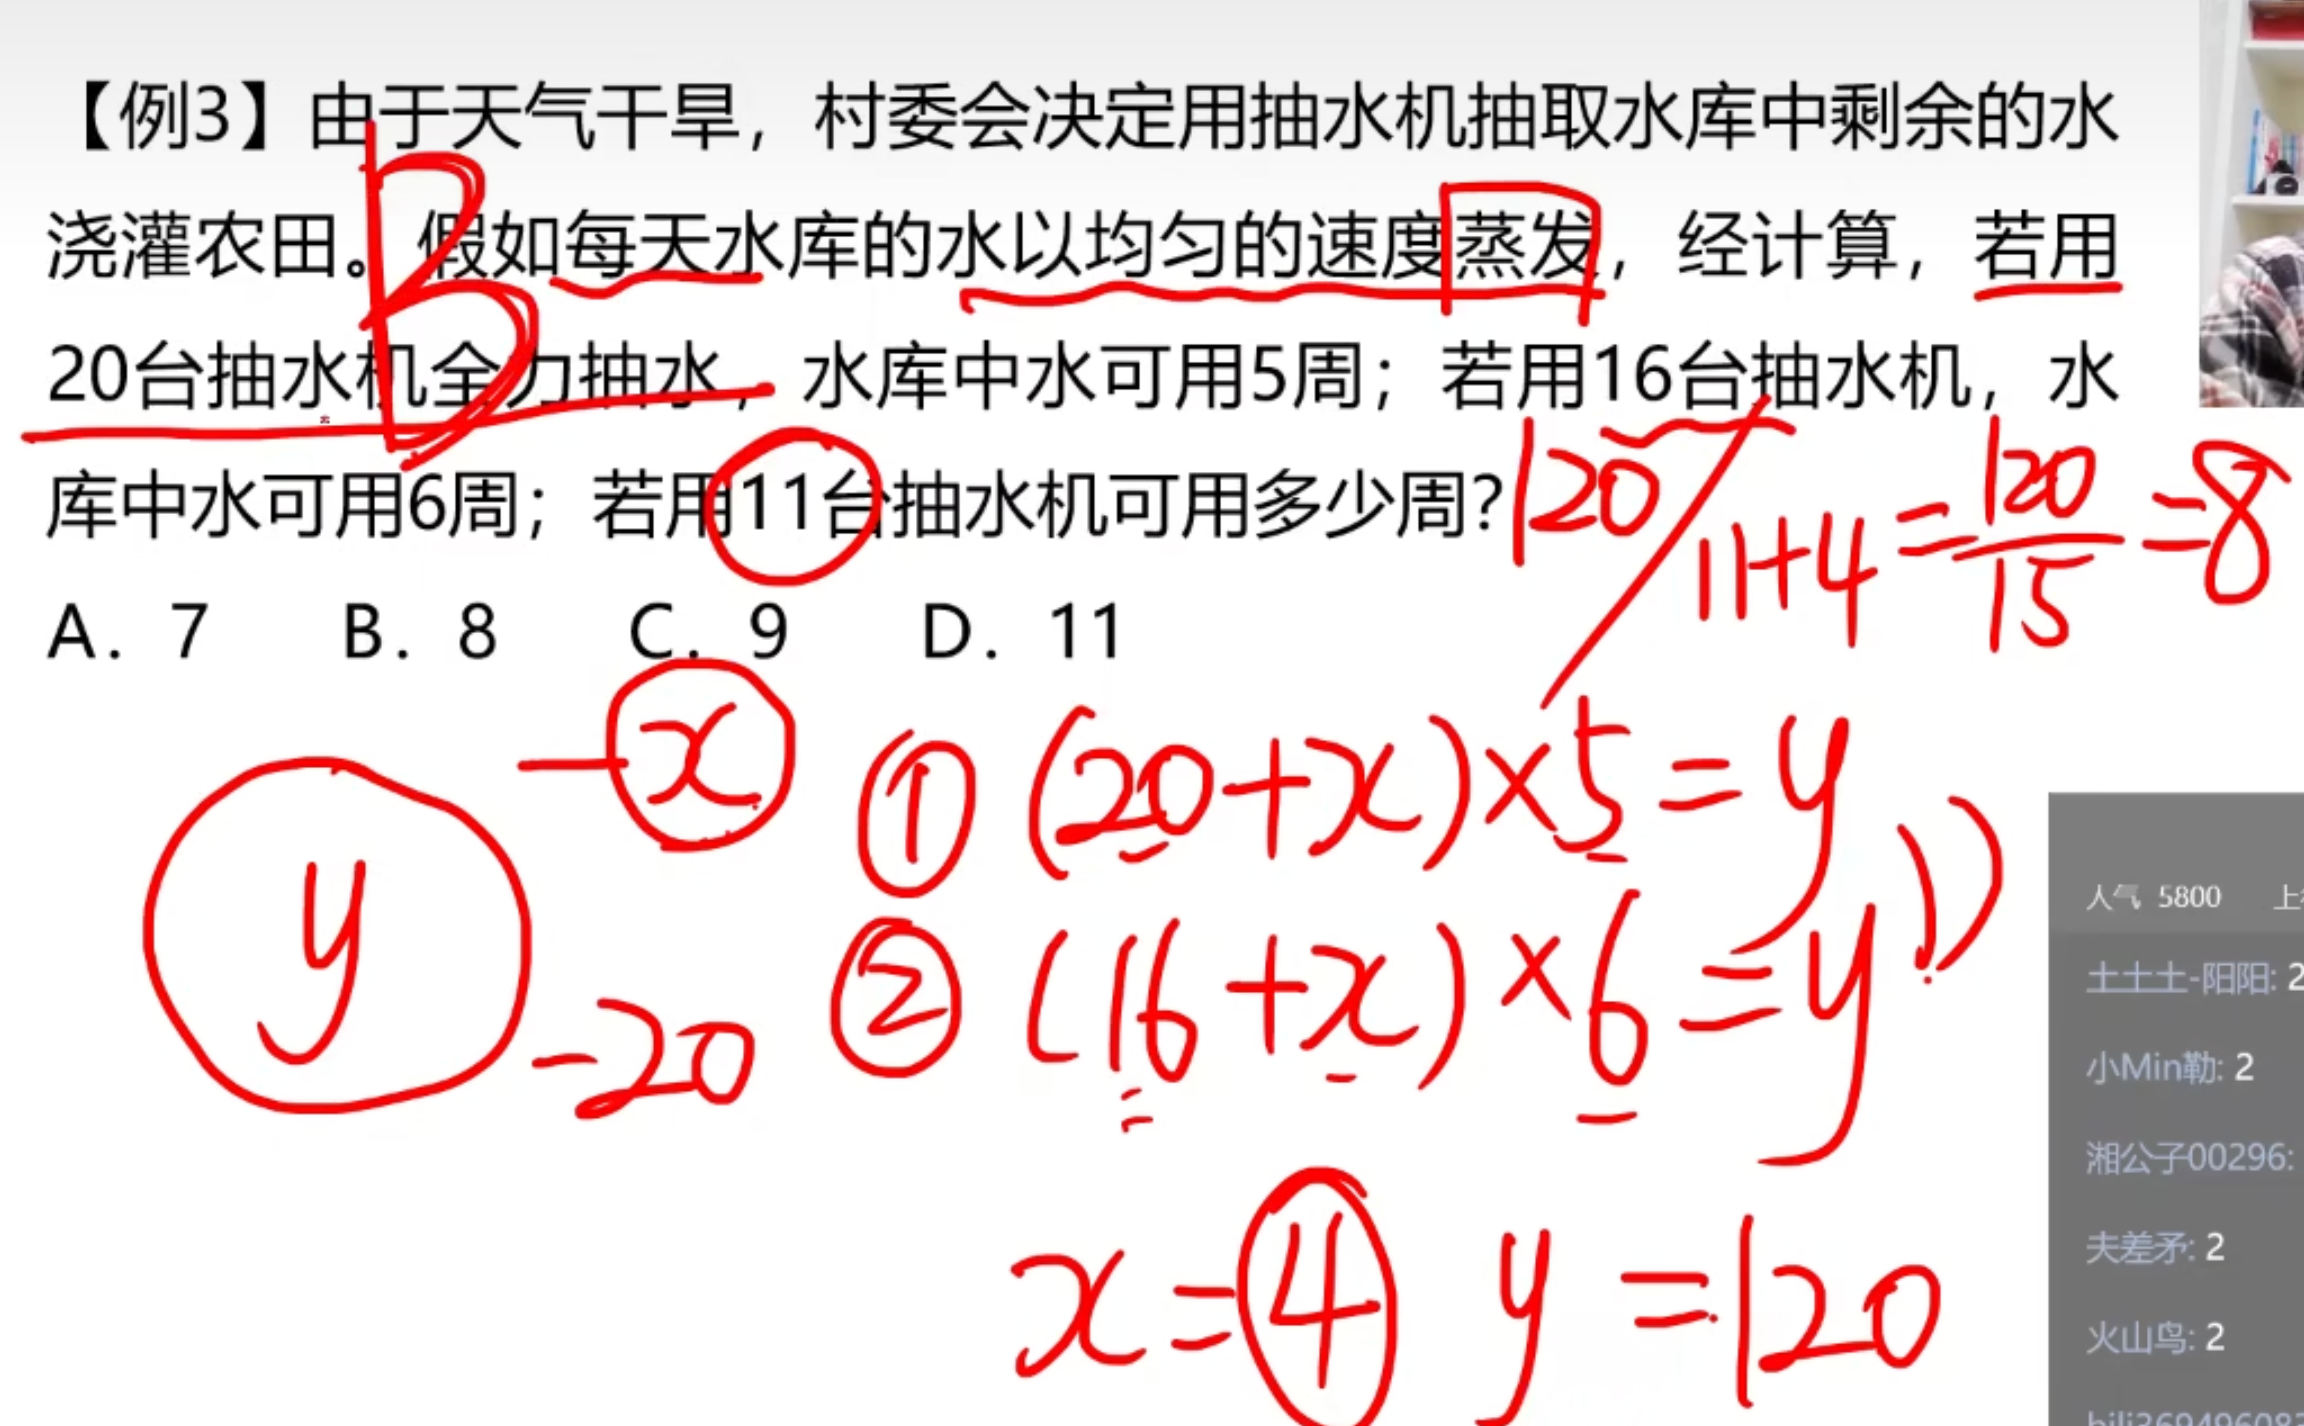 【例3】由于天气干旱，村委会决定用抽水机抽取水库中剩余的水
浇灌农田。假如每天水库的水以均匀的速度蒸发，经计算，若用
20台抽水机全力抽水，水库中水可用5周；若用16台抽水机，水
库中水可用6周；若用11台抽水机可用多少周？
A. 7 B. 8 C. 9 D. 11
B
120
11+4=120/15=8
y
-x
-20
① (20+x)×5=y
② (16+x)×6=y
x=4 y=120
人气 5800 上
土土土-阳阳: 2
小Min勒: 2
湘公子00296:
夫差矛: 2
火山鸟: 2